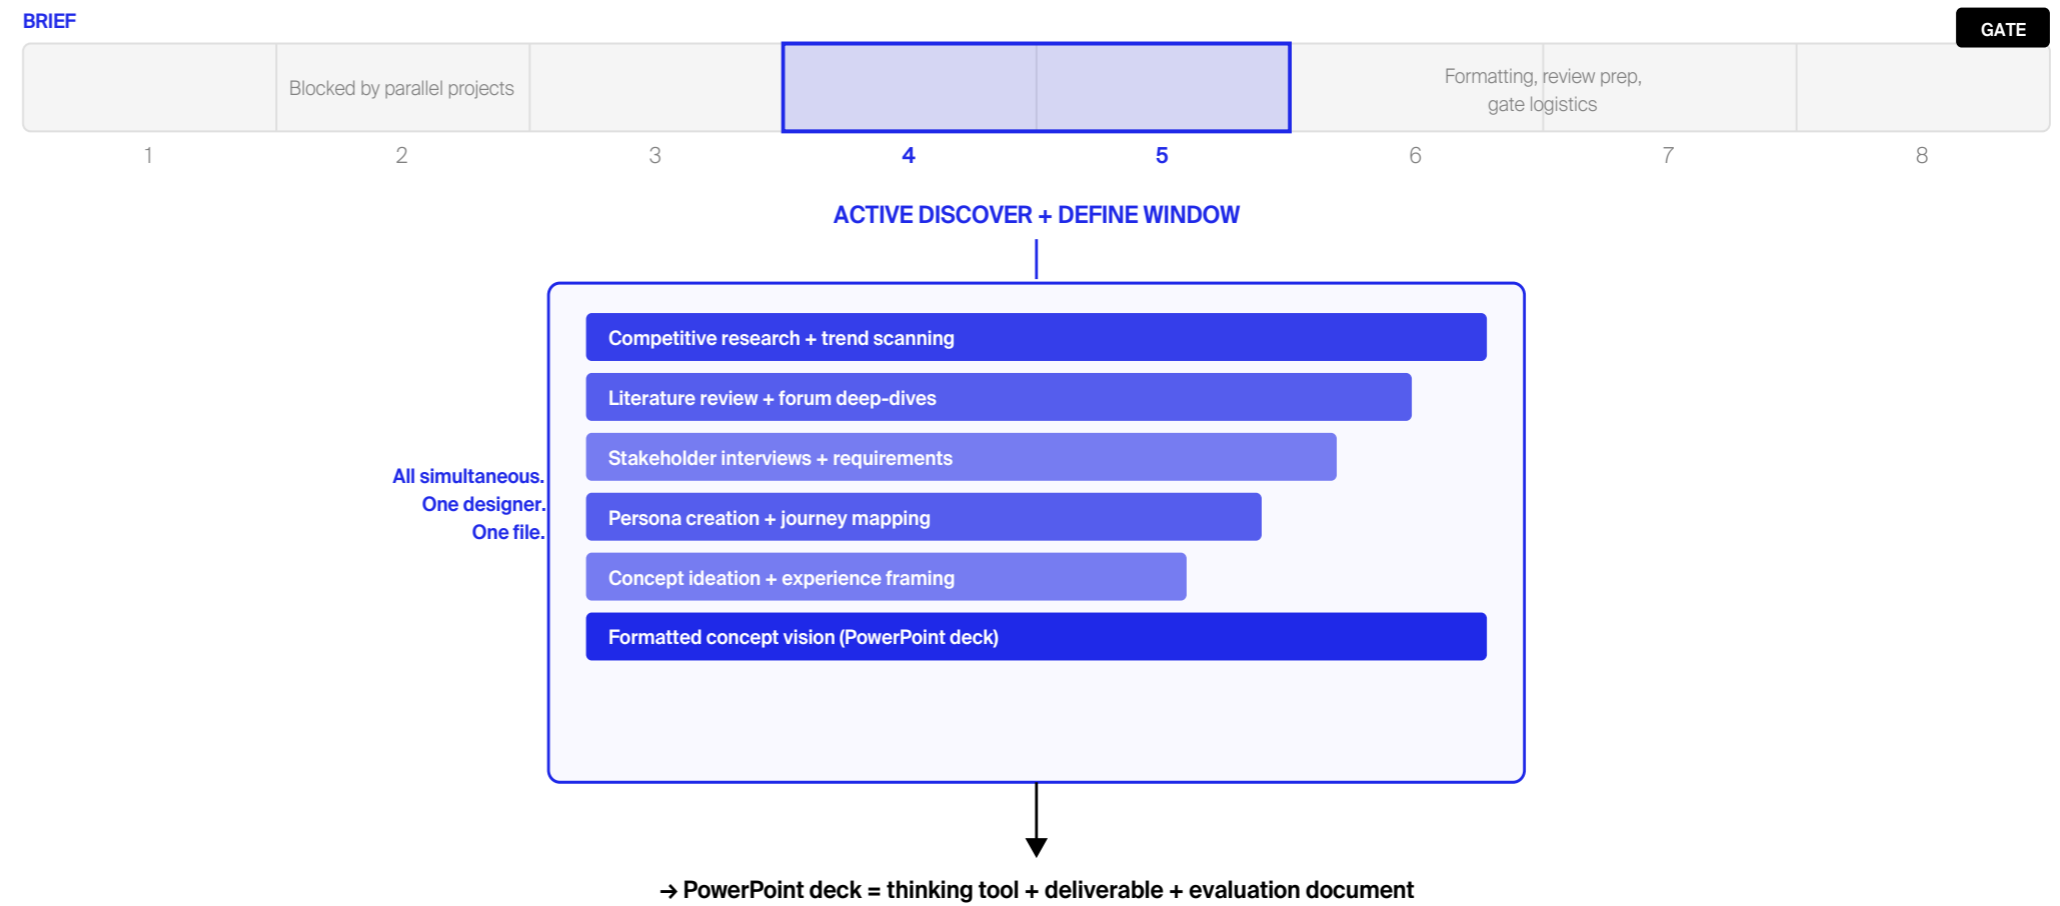 BRIEF
GATE
Blocked by parallel projects
Formatting, review prep,
gate logistics
1 2 3 4 5 6 7 8
ACTIVE DISCOVER + DEFINE WINDOW
Competitive research + trend scanning
Literature review + forum deep-dives
Stakeholder interviews + requirements
All simultaneous.
One designer.
One file.
Persona creation + journey mapping
Concept ideation + experience framing
Formatted concept vision (PowerPoint deck)
→ PowerPoint deck = thinking tool + deliverable + evaluation document